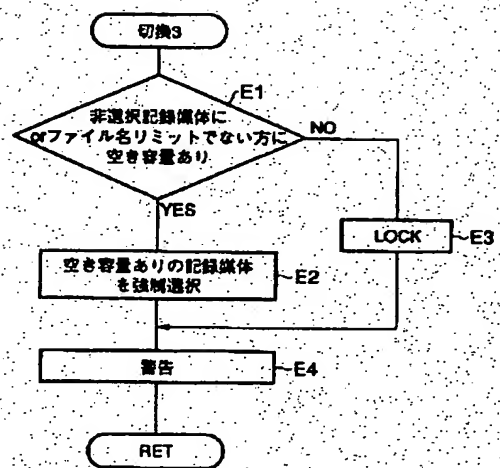 切換3
E1
非選択記録媒体に
orファイル名リミットでない方に
空き容量あり
NO
YES
LOCK
E3
空き容量ありの記録媒体
を強制選択
E2
警告
E4
RET